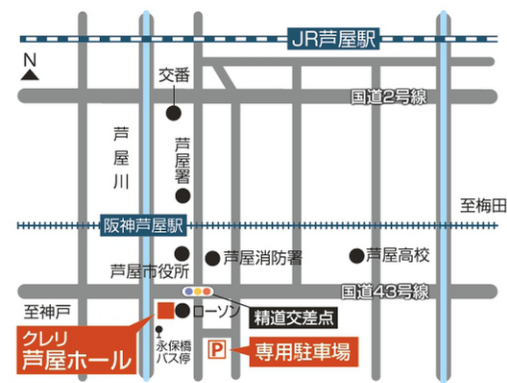 JR芦屋駅
N
交番
国道2号線
芦屋川
芦屋署
至梅田
阪神芦屋駅
芦屋市役所
芦屋消防署
芦屋高校
国道43号線
至神戸
ローソン
精道交差点
クレリ
芦屋ホール
永保橋
バス停
P
専用駐車場